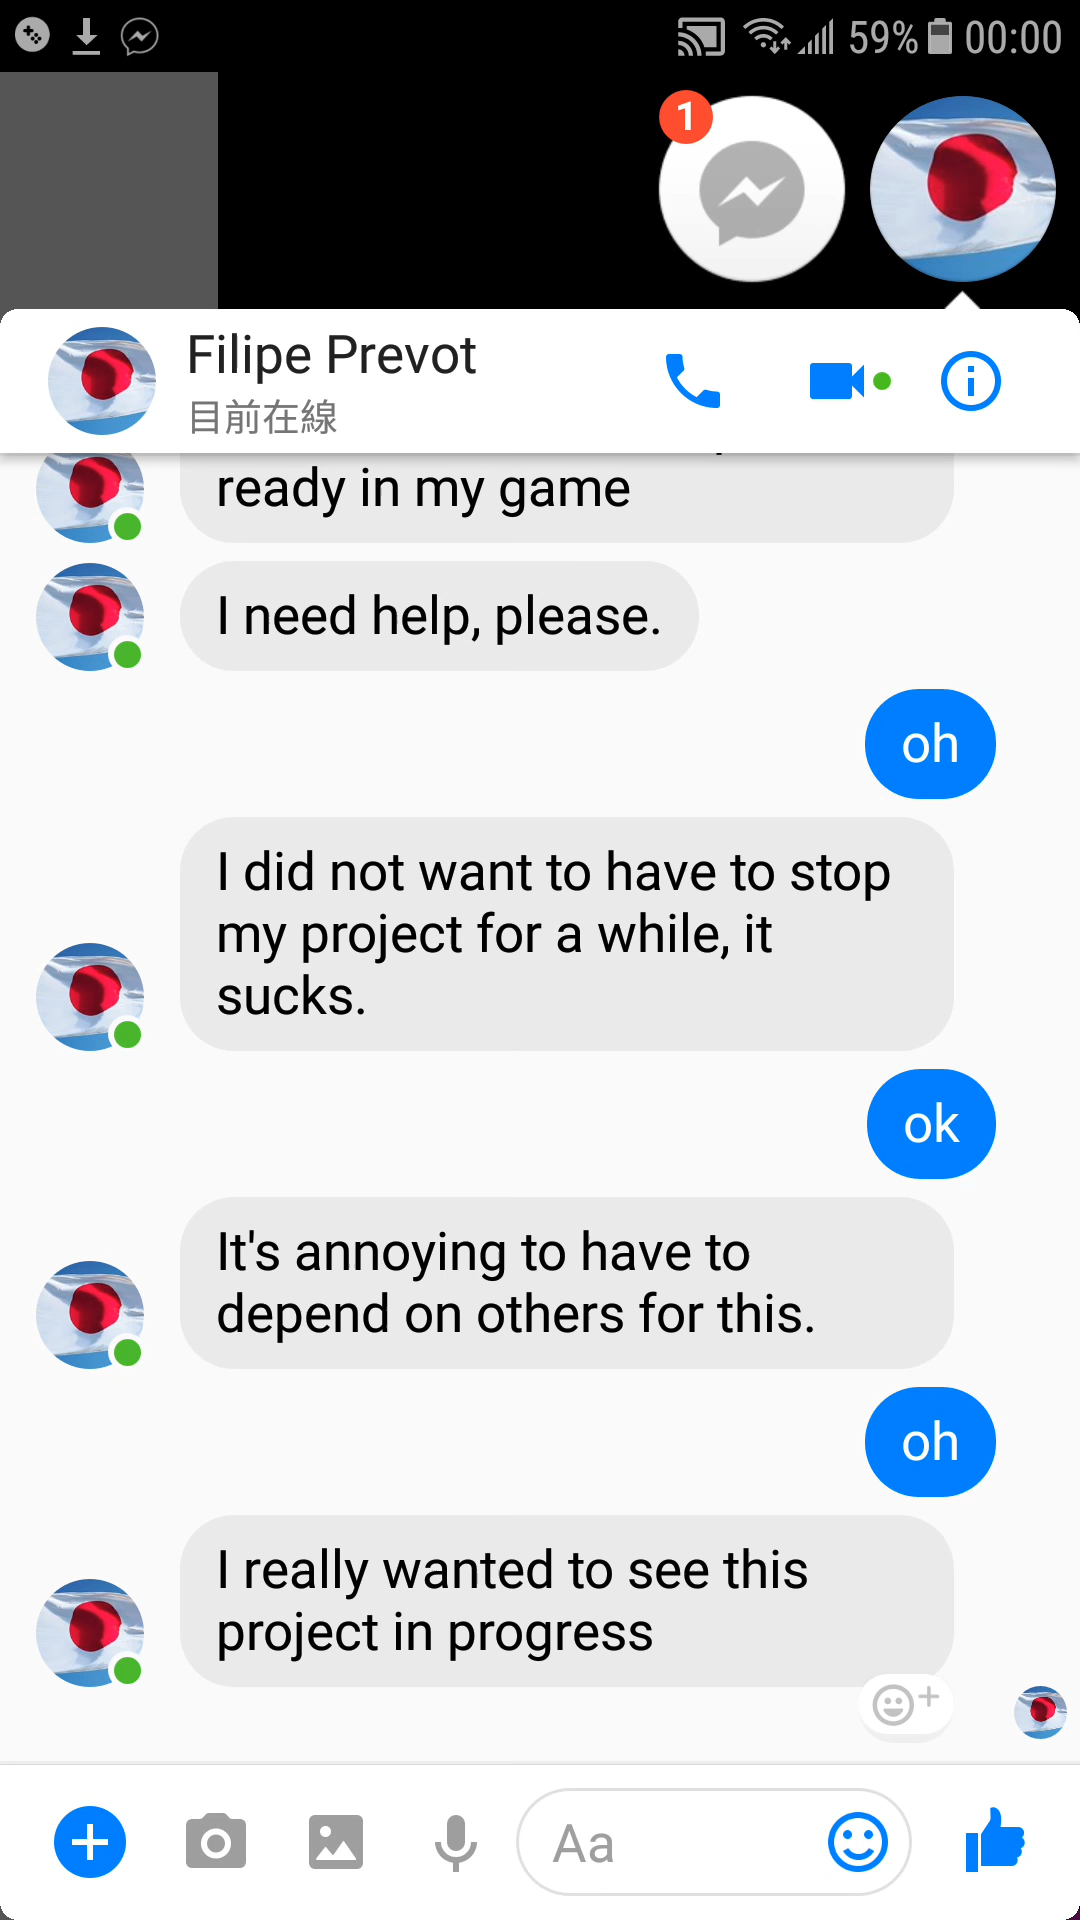 59% 00:00
1
Filipe Prevot
目前在線
ready in my game
I need help, please.
oh
I did not want to have to stop
my project for a while, it
sucks.
ok
It's annoying to have to
depend on others for this.
oh
I really wanted to see this
project in progress
Aa